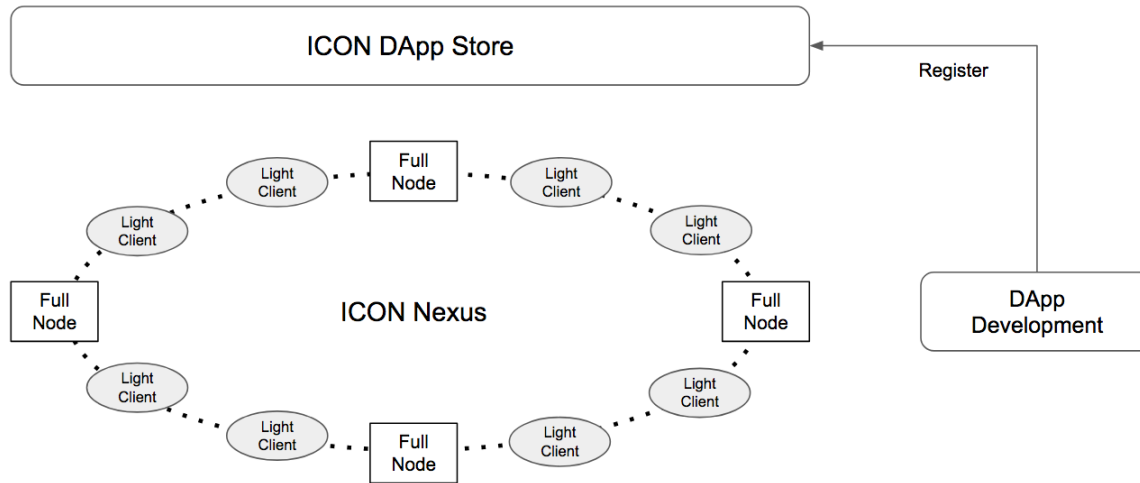 ICON DApp Store
Register
Full
Node
Light
Client
Light
Client
Light
Client
Light
Client
Full
Node
ICON Nexus
Full
Node
DApp
Development
Light
Client
Light
Client
Light
Client
Light
Client
Full
Node